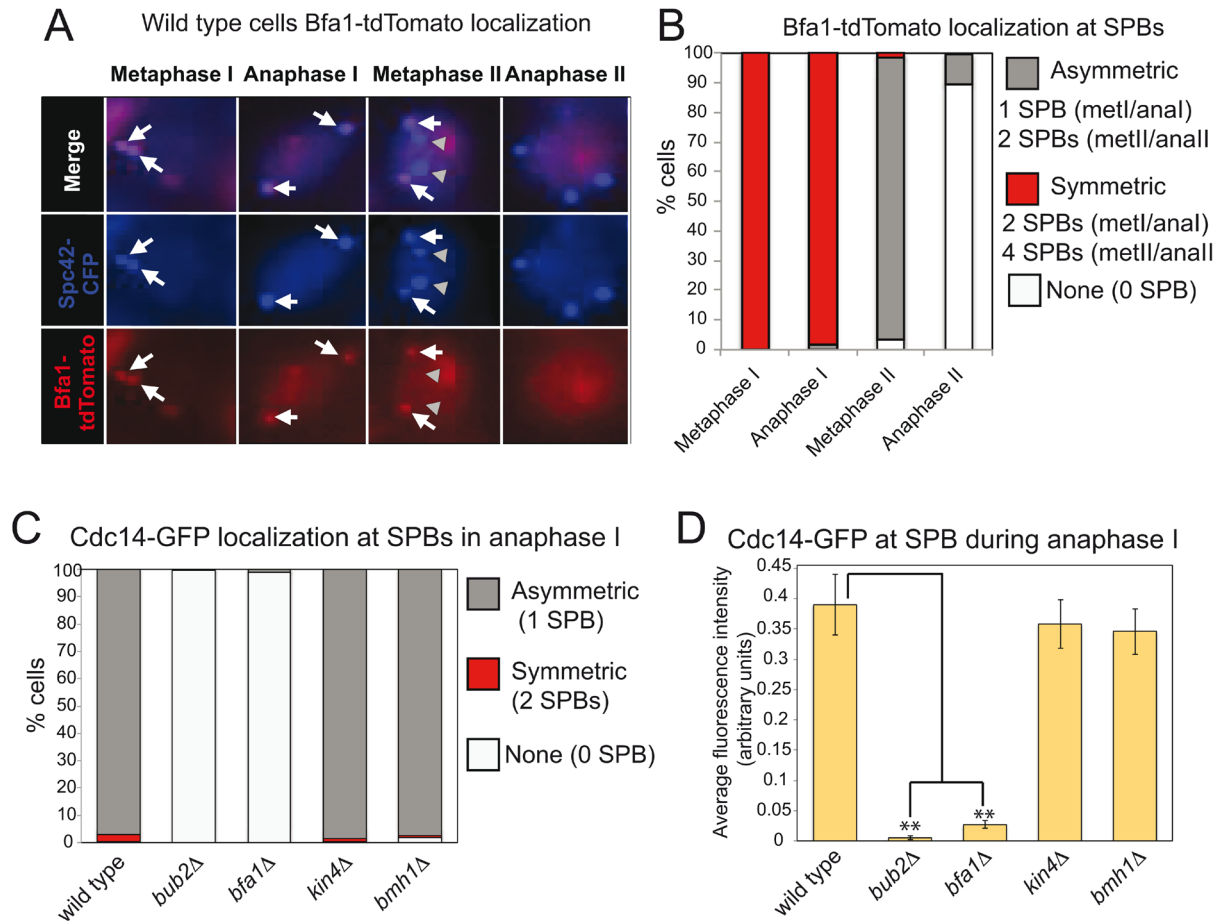 A
Wild type cells Bfa1-tdTomato localization
Metaphase I Anaphase I Metaphase II Anaphase II
Merge
Spc42-
CFP
Bfa1-
tdTomato
B
Bfa1-tdTomato localization at SPBs
% cells
100
90
80
70
60
50
40
30
20
10
0
Metaphase I
Anaphase I
Metaphase II
Anaphase II
Asymmetric
1 SPB (metI/anaI)
2 SPBs (metII/anaII
Symmetric
2 SPBs (metI/anaI)
4 SPBs (metII/anaII
None (0 SPB)
C
Cdc14-GFP localization at SPBs in anaphase I
% cells
100
90
80
70
60
50
40
30
20
10
0
wild type
bub2Δ
bfa1Δ
kin4Δ
bmh1Δ
Asymmetric
(1 SPB)
Symmetric
(2 SPBs)
None (0 SPB)
D
Cdc14-GFP at SPB during anaphase I
Average fluorescence intensity
(arbitrary units)
0.45
0.4
0.35
0.3
0.25
0.2
0.15
0.1
0.05
0
**
**
wild type
bub2Δ
bfa1Δ
kin4Δ
bmh1Δ